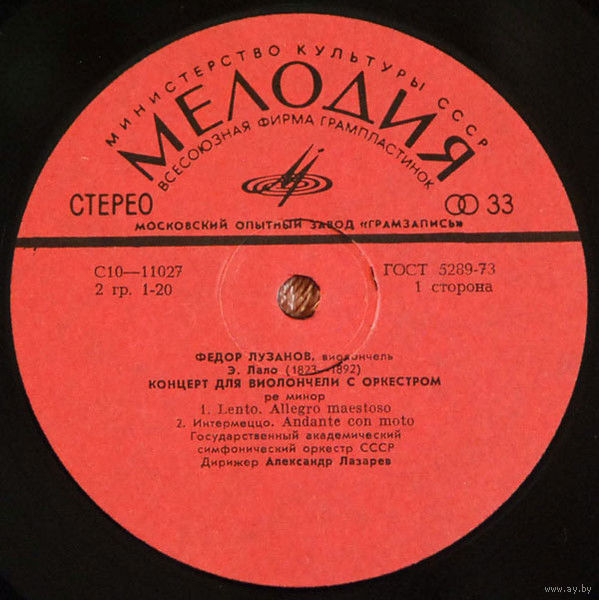 МИНИСТЕРСТВО КУЛЬТУРЫ СССР
МЕЛОДИЯ
ВСЕСОЮЗНАЯ ФИРМА ГРАМПЛАСТИНОК
СТЕРЕО
33
МОСКОВСКИЙ ОПЫТНЫЙ ЗАВОД «ГРАМЗАПИСЬ»
С10—11027
2 гр. 1-20
ГОСТ 5289-73
1 сторона
ФЕДОР ЛУЗАНОВ, виолончель
Э. Лало (1823—1892)
КОНЦЕРТ ДЛЯ ВИОЛОНЧЕЛИ С ОРКЕСТРОМ
ре минор
1. Lento. Allegro maestoso
2. Интермеццо. Andante con moto
Государственный академический
симфонический оркестр СССР
Дирижер Александр Лазарев
www.ay.by